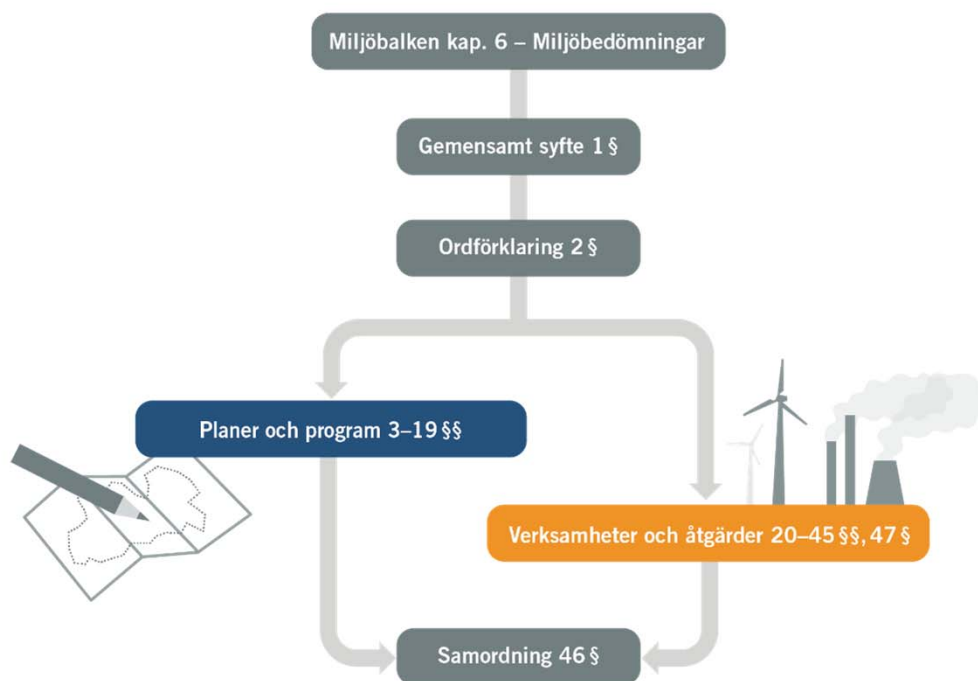 Miljöbalken kap. 6 – Miljöbedömningar
Gemensamt syfte 1 §
Ordförklaring 2 §
Planer och program 3–19 §§
Verksamheter och åtgärder 20–45 §§, 47 §
Samordning 46 §